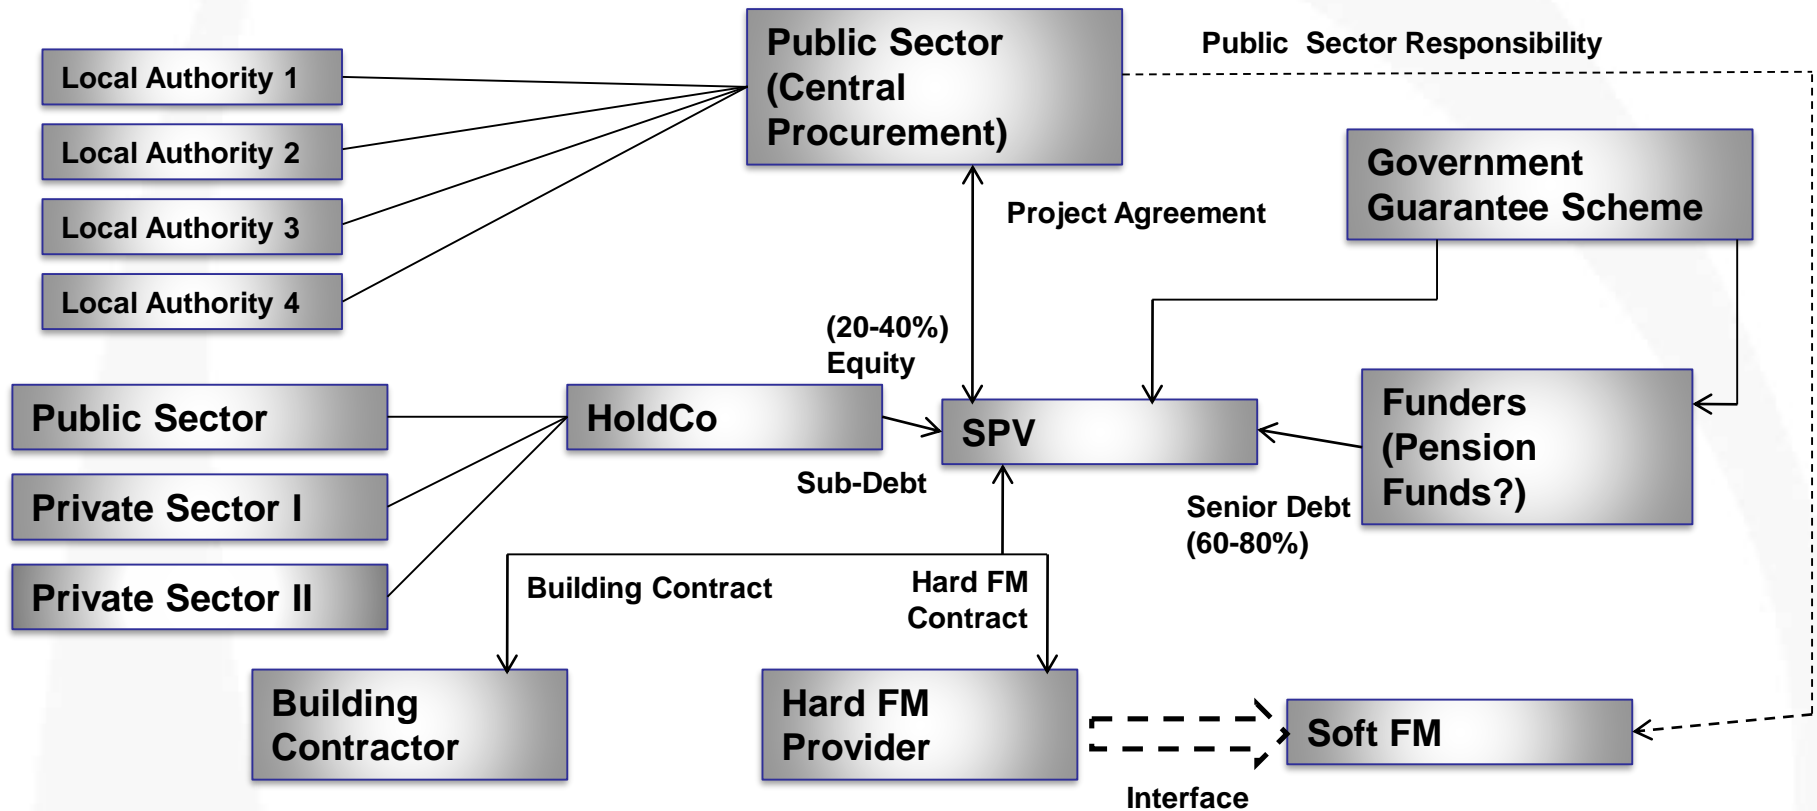 Public Sector
(Central
Procurement)
Public Sector Responsibility
Local Authority 1
Local Authority 2
Local Authority 3
Local Authority 4
Government
Guarantee Scheme
Project Agreement
(20-40%)
Equity
Public Sector
Private Sector I
Private Sector II
HoldCo
SPV
Funders
(Pension
Funds?)
Sub-Debt
Senior Debt
(60-80%)
Building Contract
Hard FM
Contract
Building
Contractor
Hard FM
Provider
Soft FM
Interface